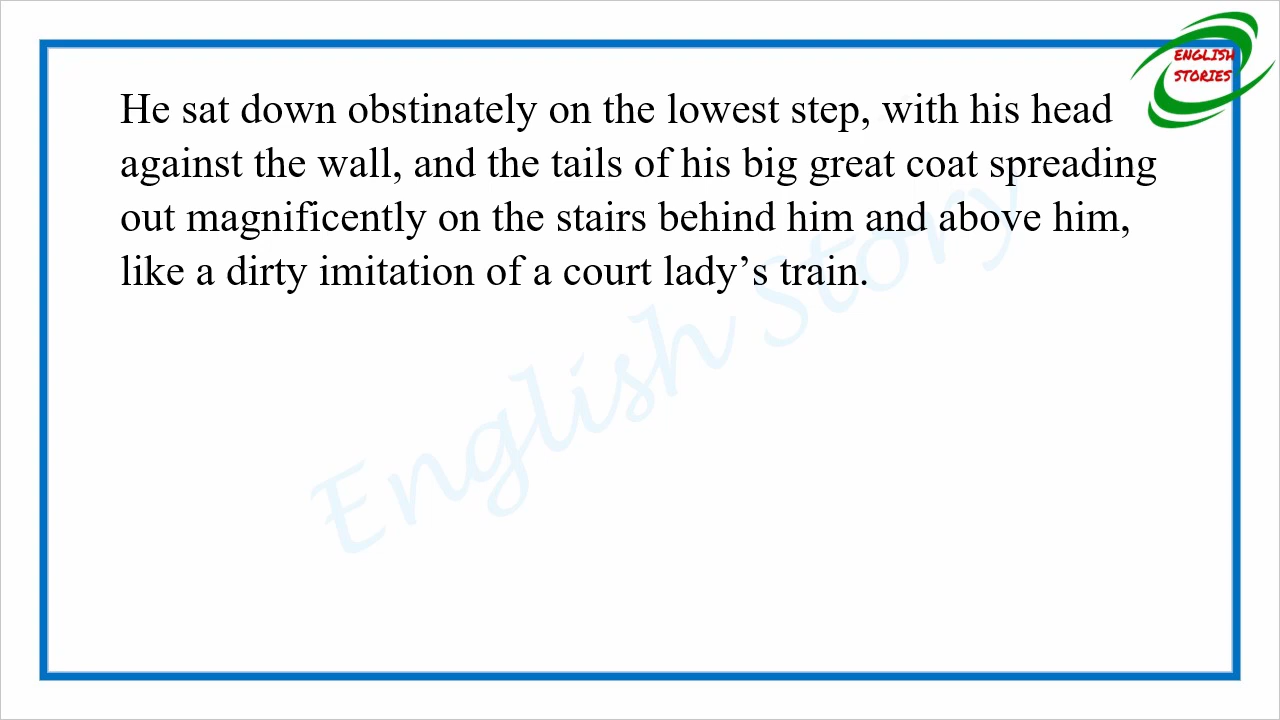 ENGLISH
STORIES
He sat down obstinately on the lowest step, with his head
against the wall, and the tails of his big great coat spreading
out magnificently on the stairs behind him and above him,
like a dirty imitation of a court lady’s train.
English Story